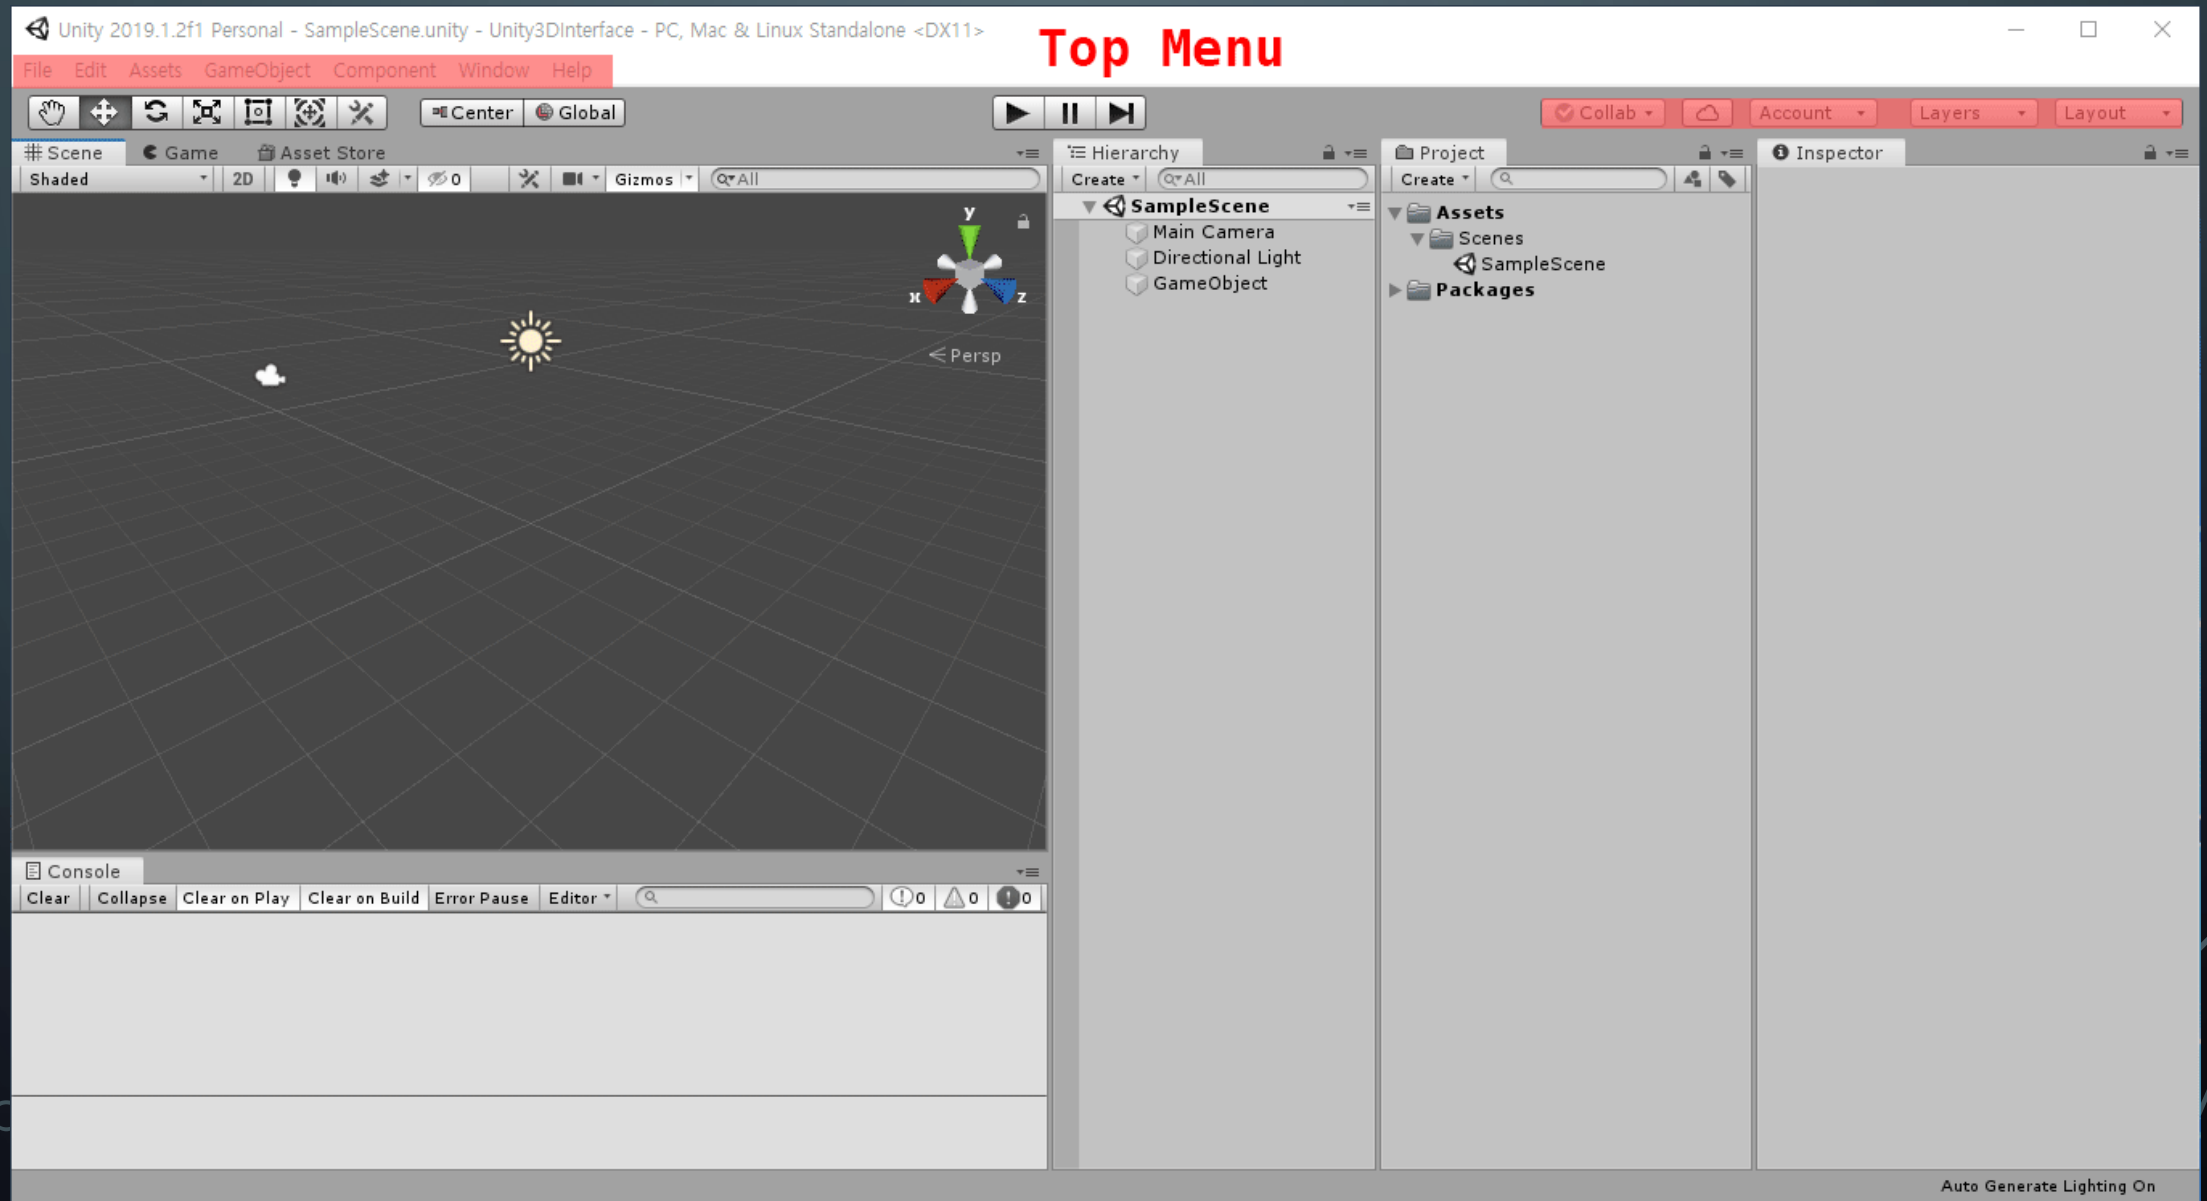 Unity 2019.1.2f1 Personal - SampleScene.unity - Unity3DInterface - PC, Mac & Linux Standalone <DX11>
Top Menu
File Edit Assets GameObject Component Window Help
Center Global
Collab Account Layers Layout
Scene Game Asset Store
Shaded 2D 0 Gizmos All
y
x z
Persp
Hierarchy
Create All
SampleScene
Main Camera
Directional Light
GameObject
Project
Create
Assets
Scenes
SampleScene
Packages
Inspector
Console
Clear Collapse Clear on Play Clear on Build Error Pause Editor 0 0 0
Auto Generate Lighting On